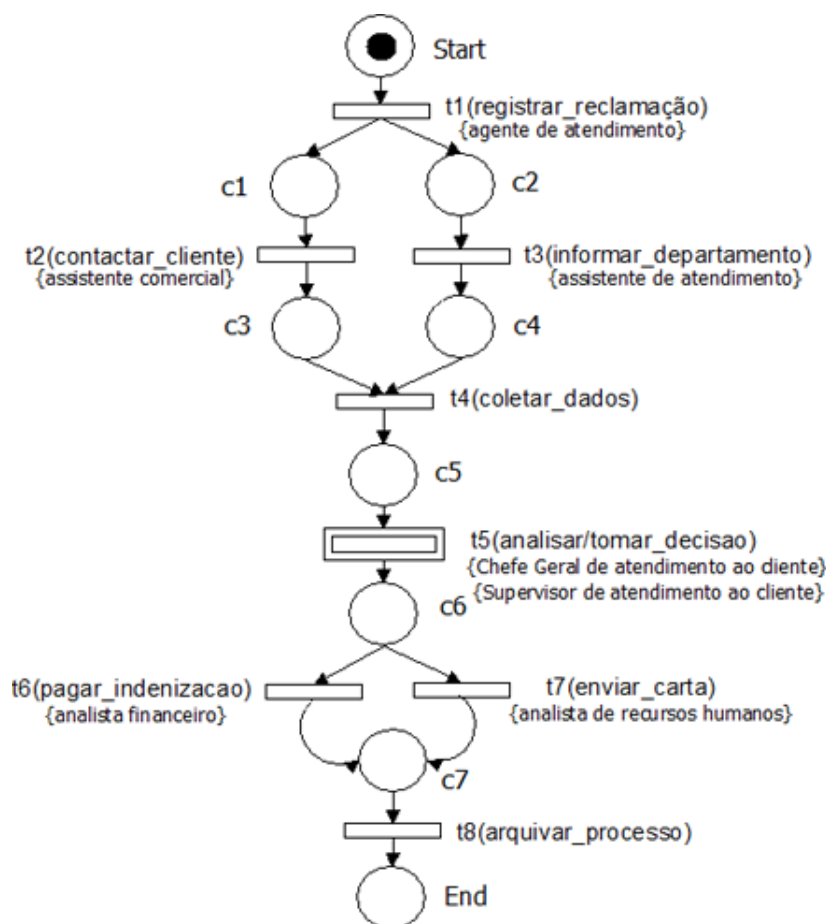 Start
t1(registrar_reclamação)
{agente de atendimento}
c1
c2
t2(contactar_cliente)
{assistente comercial}
t3(informar_departamento)
{assistente de atendimento}
c3
c4
t4(coletar_dados)
c5
t5(analisar/tomar_decisao)
{Chefe Geral de atendimento ao cliente}
{Supervisor de atendimento ao cliente}
c6
t6(pagar_indenizacao)
{analista financeiro}
t7(enviar_carta)
{analista de recursos humanos}
c7
t8(arquivar_processo)
End